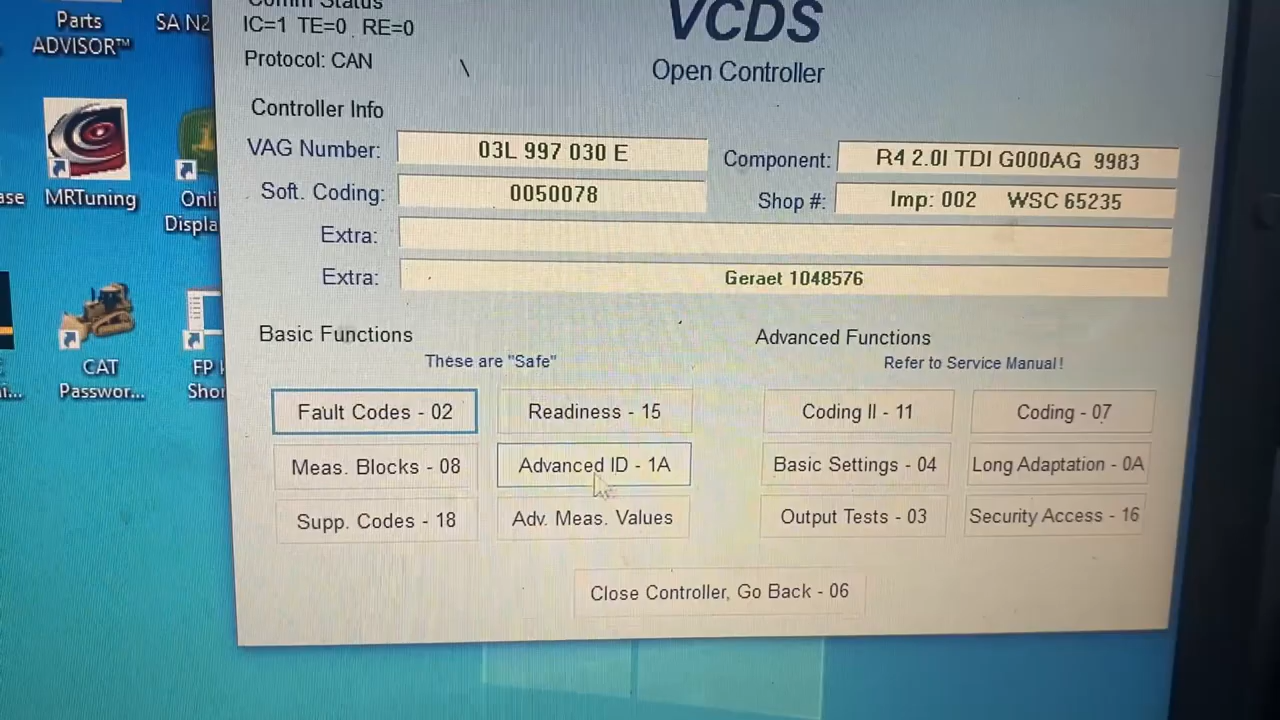 Parts
ADVISOR™
SA N2
Comm Status
IC=1 TE=0 RE=0
Protocol: CAN
\
VCDS
Open Controller
Controller Info
VAG Number:
03L 997 030 E
Component:
R4 2.0l TDI G000AG 9983
Soft. Coding:
0050078
Shop #:
Imp: 002 WSC 65235
Extra:
Extra:
Geraet 1048576
ase
MRTuning
Onli
Displa
CAT
Passwor...
FP
Shor
Basic Functions
These are "Safe"
Advanced Functions
Refer to Service Manual!
Fault Codes - 02
Readiness - 15
Coding II - 11
Coding - 07
Meas. Blocks - 08
Advanced ID - 1A
Basic Settings - 04
Long Adaptation - 0A
Supp. Codes - 18
Adv. Meas. Values
Output Tests - 03
Security Access - 16
Close Controller, Go Back - 06